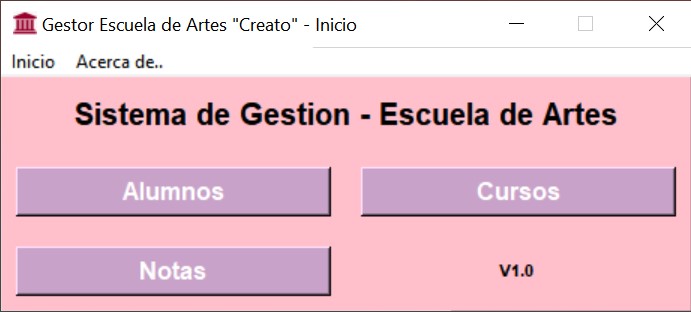 Gestor Escuela de Artes "Creato" - Inicio
Inicio Acerca de..
Sistema de Gestion - Escuela de Artes
Alumnos Cursos
Notas V1.0